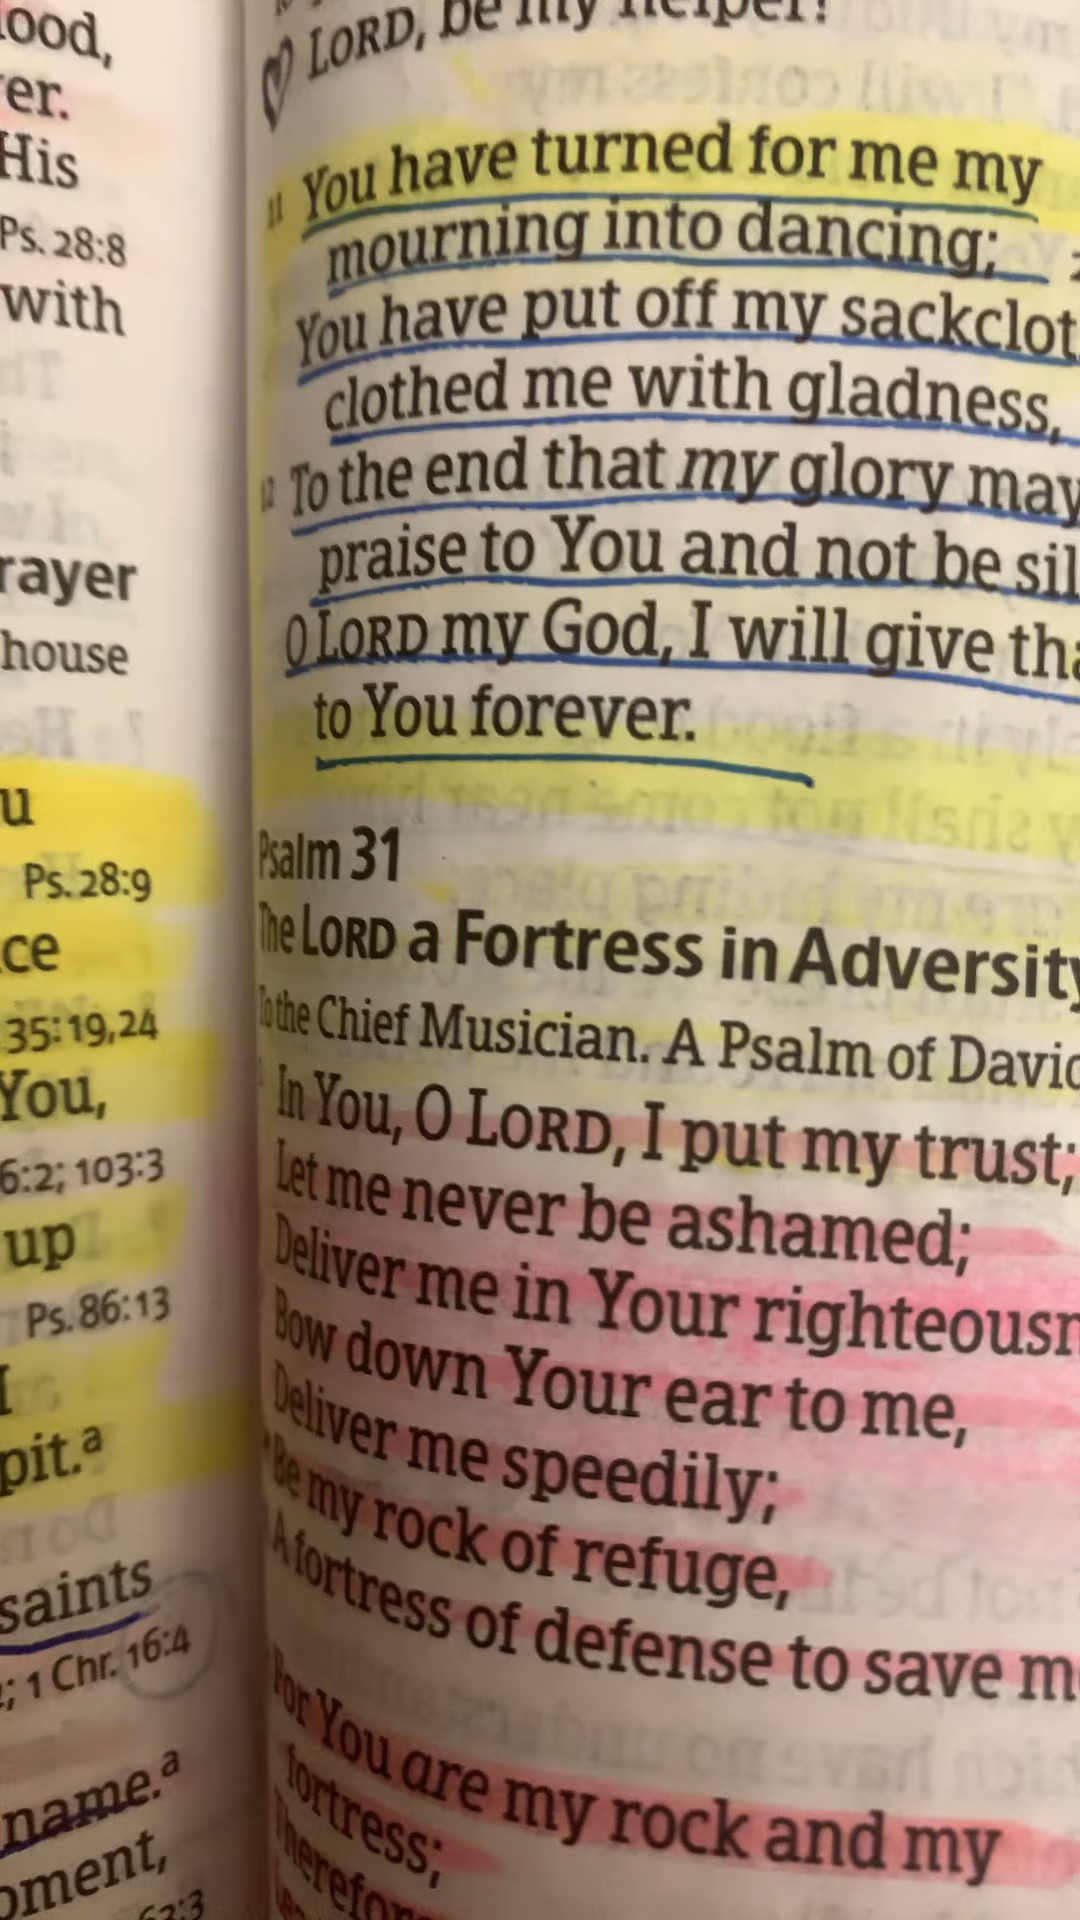 lood,
er.
His
Ps. 28:8
with
rayer
house
u
Ps. 28:9
ce
35:19,24
You,
6:2; 103:3
up
Ps. 86:13
I
pit.a
saints
; 1 Chr. 16:4
name.a
oment,
63:3
LORD, be my helper!
11 You have turned for me my
mourning into dancing;
You have put off my sackclot
clothed me with gladness,
12 To the end that my glory may
praise to You and not be sil
O LORD my God, I will give tha
to You forever.
Psalm 31
The LORD a Fortress in Adversity
To the Chief Musician. A Psalm of David
In You, O LORD, I put my trust;
Let me never be ashamed;
Deliver me in Your righteousn
Bow down Your ear to me,
Deliver me speedily;
Be my rock of refuge,
A fortress of defense to save m
For You are my rock and my
fortress;
Therefor